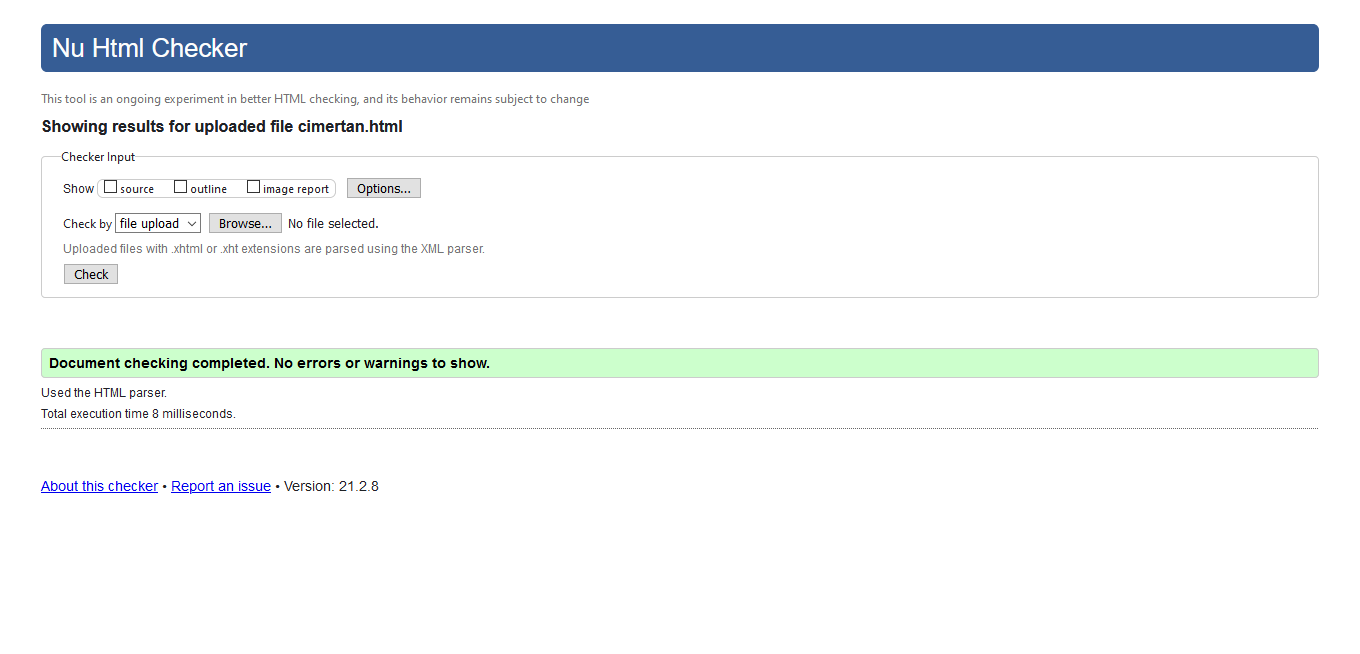 Nu Html Checker
This tool is an ongoing experiment in better HTML checking, and its behavior remains subject to change
Showing results for uploaded file cimertan.html
Checker Input
Show source outline image report Options...
Check by file upload Browse... No file selected.
Uploaded files with .xhtml or .xht extensions are parsed using the XML parser.
Check
Document checking completed. No errors or warnings to show.
Used the HTML parser.
Total execution time 8 milliseconds.
About this checker • Report an issue • Version: 21.2.8